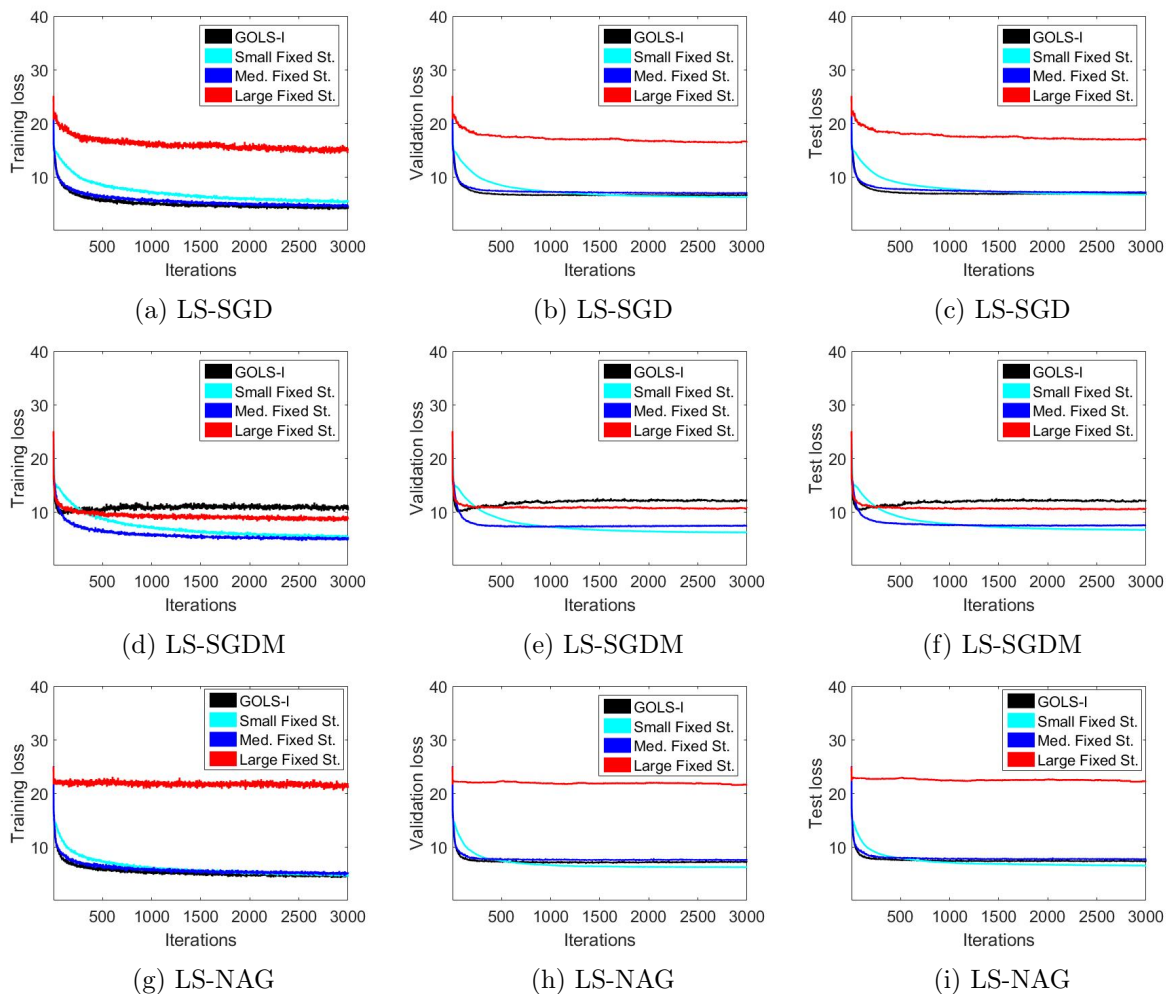 40
30
20
10
500 1000 1500 2000 2500 3000
Training loss
Iterations
GOLS-I
Small Fixed St.
Med. Fixed St.
Large Fixed St.
(a) LS-SGD
40
30
20
10
500 1000 1500 2000 2500 3000
Validation loss
Iterations
GOLS-I
Small Fixed St.
Med. Fixed St.
Large Fixed St.
(b) LS-SGD
40
30
20
10
500 1000 1500 2000 2500 3000
Test loss
Iterations
GOLS-I
Small Fixed St.
Med. Fixed St.
Large Fixed St.
(c) LS-SGD
40
30
20
10
500 1000 1500 2000 2500 3000
Training loss
Iterations
GOLS-I
Small Fixed St.
Med. Fixed St.
Large Fixed St.
(d) LS-SGDM
40
30
20
10
500 1000 1500 2000 2500 3000
Validation loss
Iterations
GOLS-I
Small Fixed St.
Med. Fixed St.
Large Fixed St.
(e) LS-SGDM
40
30
20
10
500 1000 1500 2000 2500 3000
Test loss
Iterations
GOLS-I
Small Fixed St.
Med. Fixed St.
Large Fixed St.
(f) LS-SGDM
40
30
20
10
500 1000 1500 2000 2500 3000
Training loss
Iterations
GOLS-I
Small Fixed St.
Med. Fixed St.
Large Fixed St.
(g) LS-NAG
40
30
20
10
500 1000 1500 2000 2500 3000
Validation loss
Iterations
GOLS-I
Small Fixed St.
Med. Fixed St.
Large Fixed St.
(h) LS-NAG
40
30
20
10
500 1000 1500 2000 2500 3000
Test loss
Iterations
GOLS-I
Small Fixed St.
Med. Fixed St.
Large Fixed St.
(i) LS-NAG